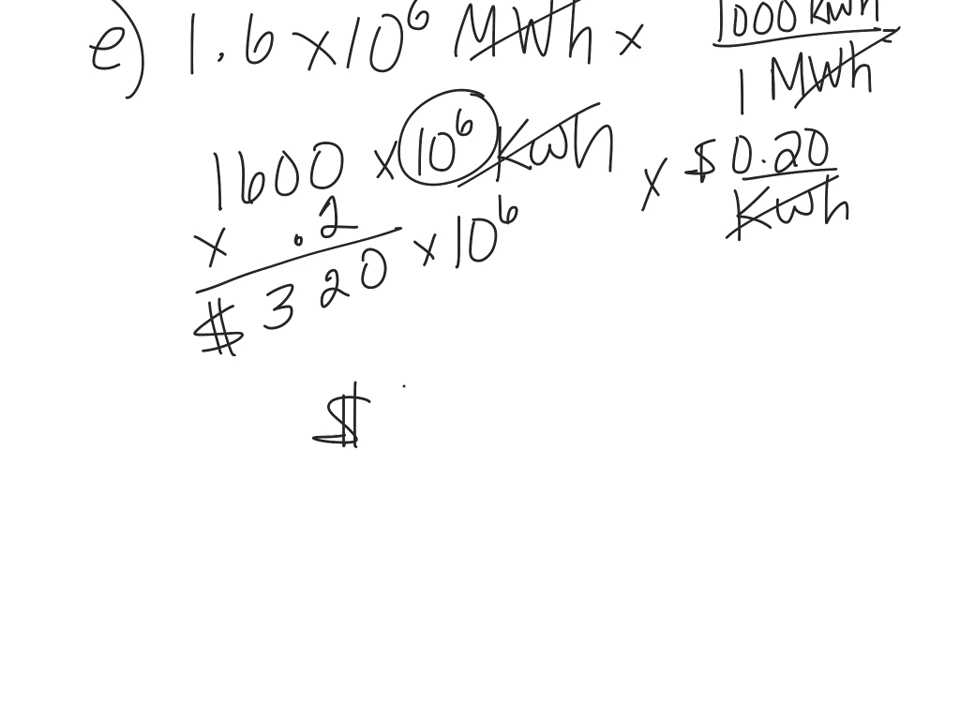 e) 1.6 x 10⁶ MWh x 1000 kwh
1 MWh
1600 x 10⁶ Kwh x $0.20
Kwh
x .2
$ 320 x 10⁶
$